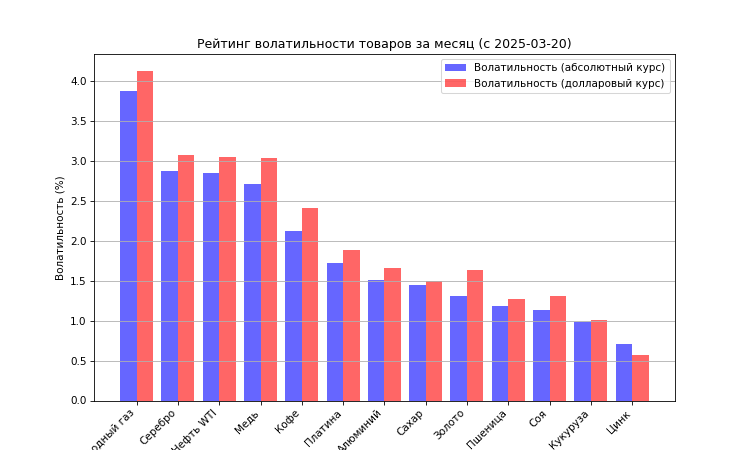 Рейтинг волатильности товаров за месяц (с 2025-03-20)
Волатильность (абсолютный курс)
Волатильность (долларовый курс)
Волатильность (%)
4.0
3.5
3.0
2.5
2.0
1.5
1.0
0.5
0.0
одный газ
Серебро
Нефть WTI
Медь
Кофе
Платина
Алюминий
Сахар
Золото
Пшеница
Соя
Кукуруза
Цинк